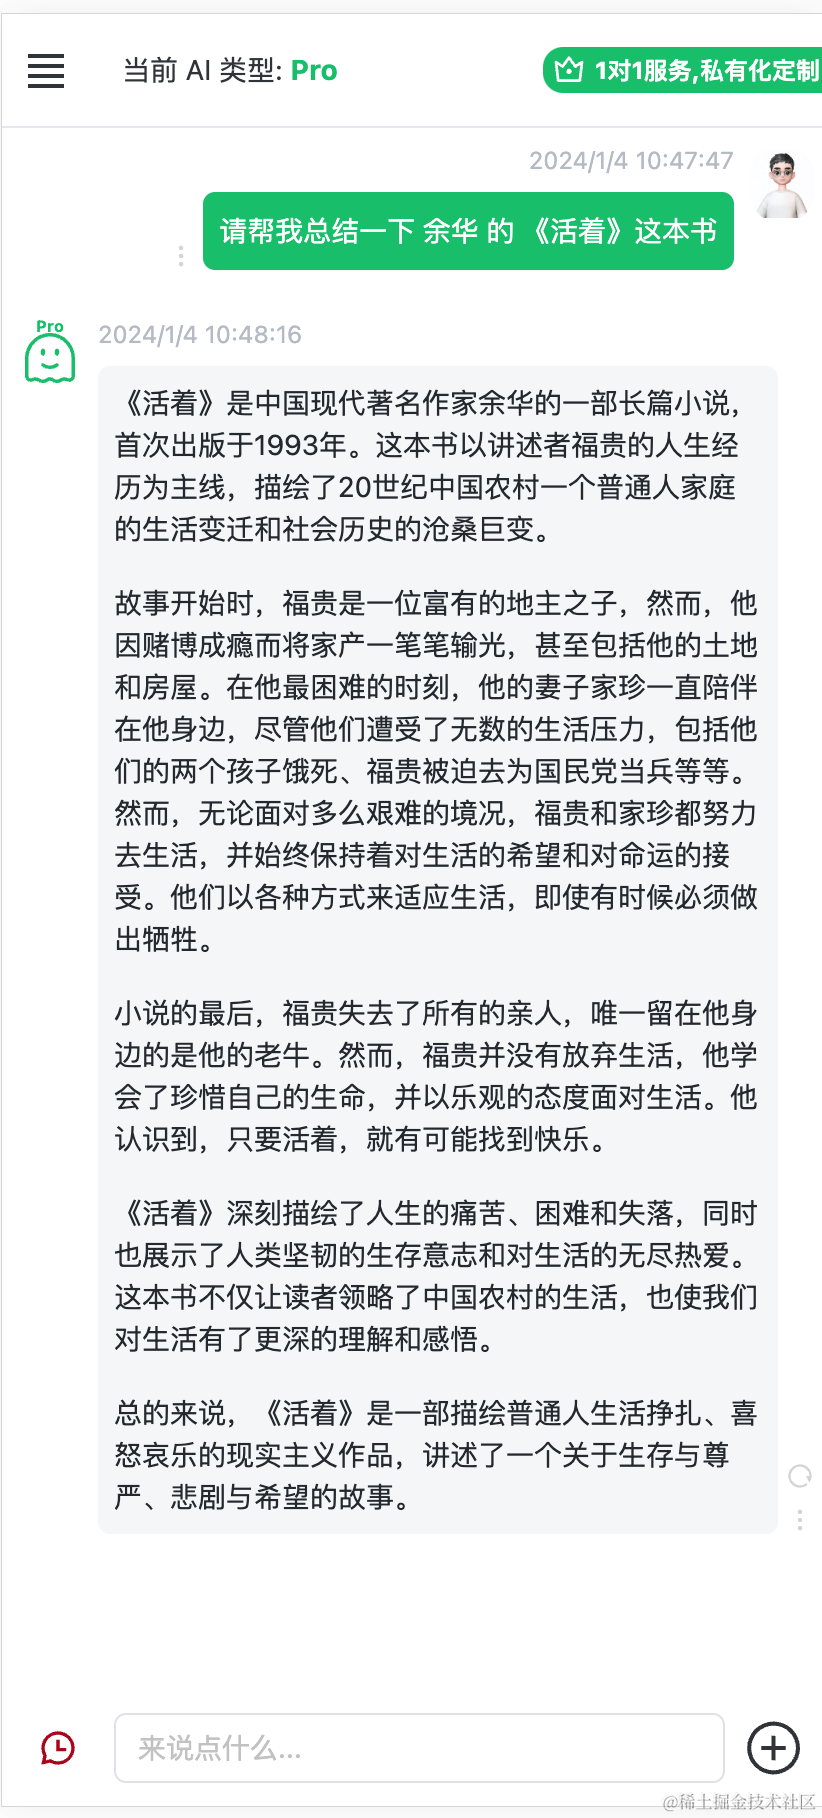 当前 AI 类型: Pro
1对1服务,私有化定制
2024/1/4 10:47:47
请帮我总结一下 余华 的 《活着》这本书
Pro
2024/1/4 10:48:16
《活着》是中国现代著名作家余华的一部长篇小说，
首次出版于1993年。这本书以讲述者福贵的人生经
历为主线，描绘了20世纪中国农村一个普通人家庭
的生活变迁和社会历史的沧桑巨变。
故事开始时，福贵是一位富有的地主之子，然而，他
因赌博成瘾而将家产一笔笔输光，甚至包括他的土地
和房屋。在他最困难的时刻，他的妻子家珍一直陪伴
在他身边，尽管他们遭受了无数的生活压力，包括他
们的两个孩子饿死、福贵被迫去为国民党当兵等等。
然而，无论面对多么艰难的境况，福贵和家珍都努力
去生活，并始终保持着对生活的希望和对命运的接
受。他们以各种方式来适应生活，即使有时候必须做
出牺牲。
小说的最后，福贵失去了所有的亲人，唯一留在他身
边的是他的老牛。然而，福贵并没有放弃生活，他学
会了珍惜自己的生命，并以乐观的态度面对生活。他
认识到，只要活着，就有可能找到快乐。
《活着》深刻描绘了人生的痛苦、困难和失落，同时
也展示了人类坚韧的生存意志和对生活的无尽热爱。
这本书不仅让读者领略了中国农村的生活，也使我们
对生活有了更深的理解和感悟。
总的来说，《活着》是一部描绘普通人生活挣扎、喜
怒哀乐的现实主义作品，讲述了一个关于生存与尊
严、悲剧与希望的故事。
来说点什么...
@稀土掘金技术社区